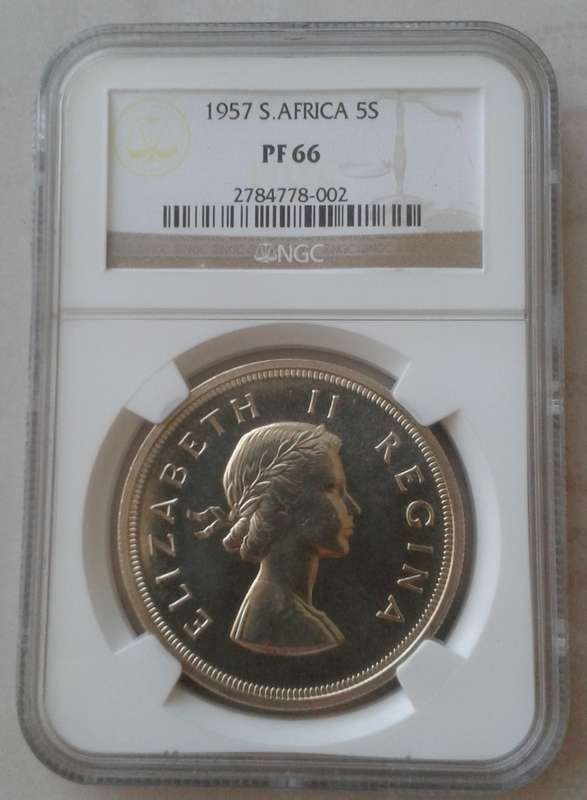 1957 S.AFRICA 5S
PF 66
2784778-002
NGC
ELIZABETH II REGINA